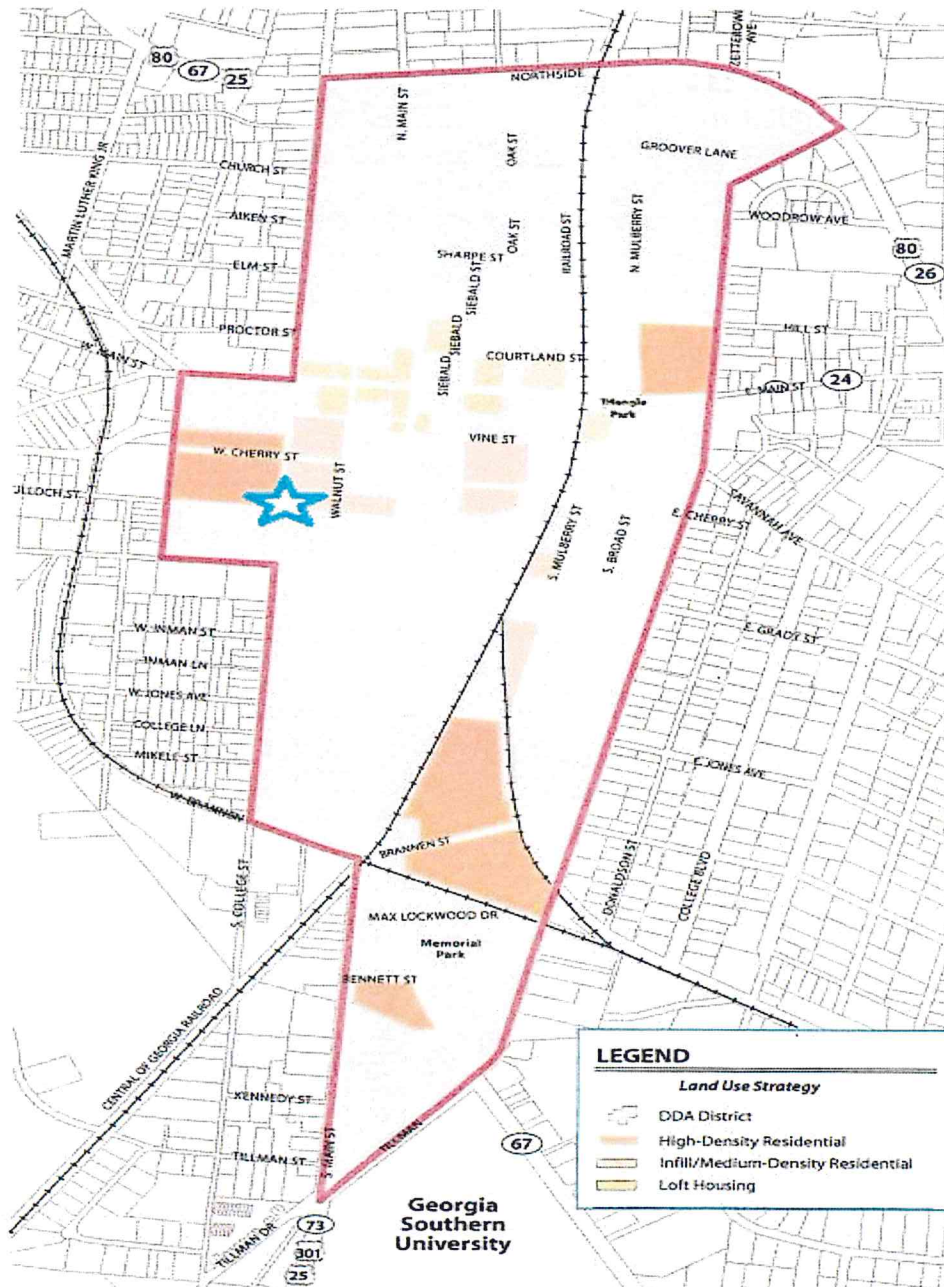 80
67
25
NORTHSIDE
ZETTEROWER AVE
N. MAIN ST
OAK ST
GROOVER LANE
CHURCH ST
MARTIN LUTHER KING JR
AIKEN ST
ELM ST
PROCTOR ST
W. MAIN ST
SHARPE ST
OAK ST
RAILROAD ST
N. MULBERRY ST
WOODROW AVE
80
26
SIEBALD ST
SIEBALD
SIEBALD
COURTLAND ST
HILL ST
24
E. MAIN ST
Triangle
Park
W. CHERRY ST
VINE ST
WALNUT ST
ULLOCH ST
S. MULBERRY ST
S. BROAD ST
E. CHERRY ST
SAVANNAH AVE
W. INMAN ST
INMAN LN
W. JONES AVE
COLLEGE LN
MIKELL ST
W. BRANNEN
E. GRADY ST
E. JONES AVE
BRANNEN ST
S. COLLEGE ST
MAX LOCKWOOD DR
Memorial
Park
BENNETT ST
DONALDSON ST
COLLEGE BLVD
CENTRAL OF GEORGIA RAILROAD
KENNEDY ST
TILLMAN ST
S. MAIN ST
TILLMAN
TILLMAN DR
67
73
301
25
Georgia
Southern
University
LEGEND
Land Use Strategy
DDA District
High-Density Residential
Infill/Medium-Density Residential
Loft Housing